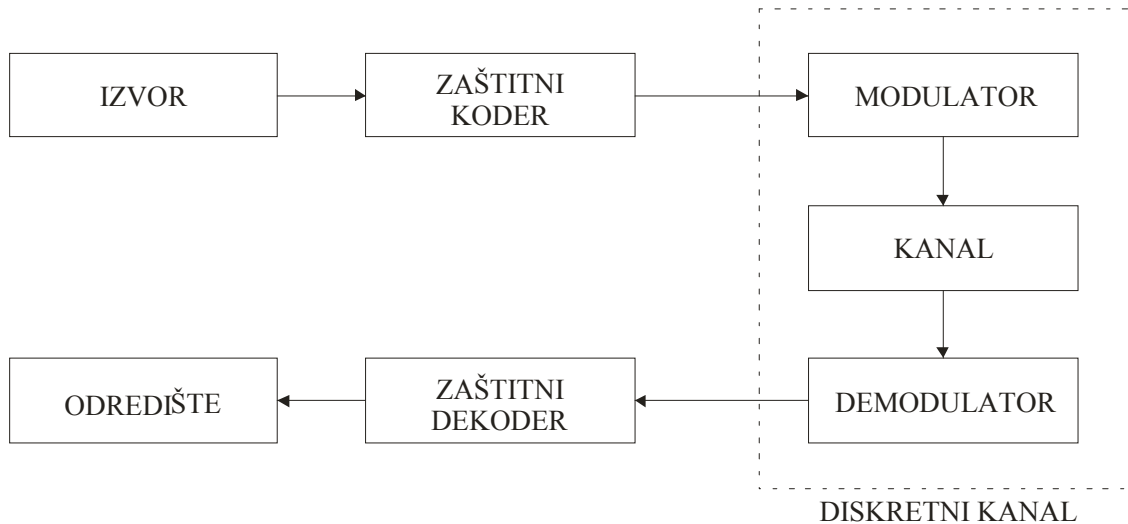 IZVOR
ZAŠTITNI
KODER
MODULATOR
KANAL
ODREDIŠTE
ZAŠTITNI
DEKODER
DEMODULATOR
DISKRETNI KANAL